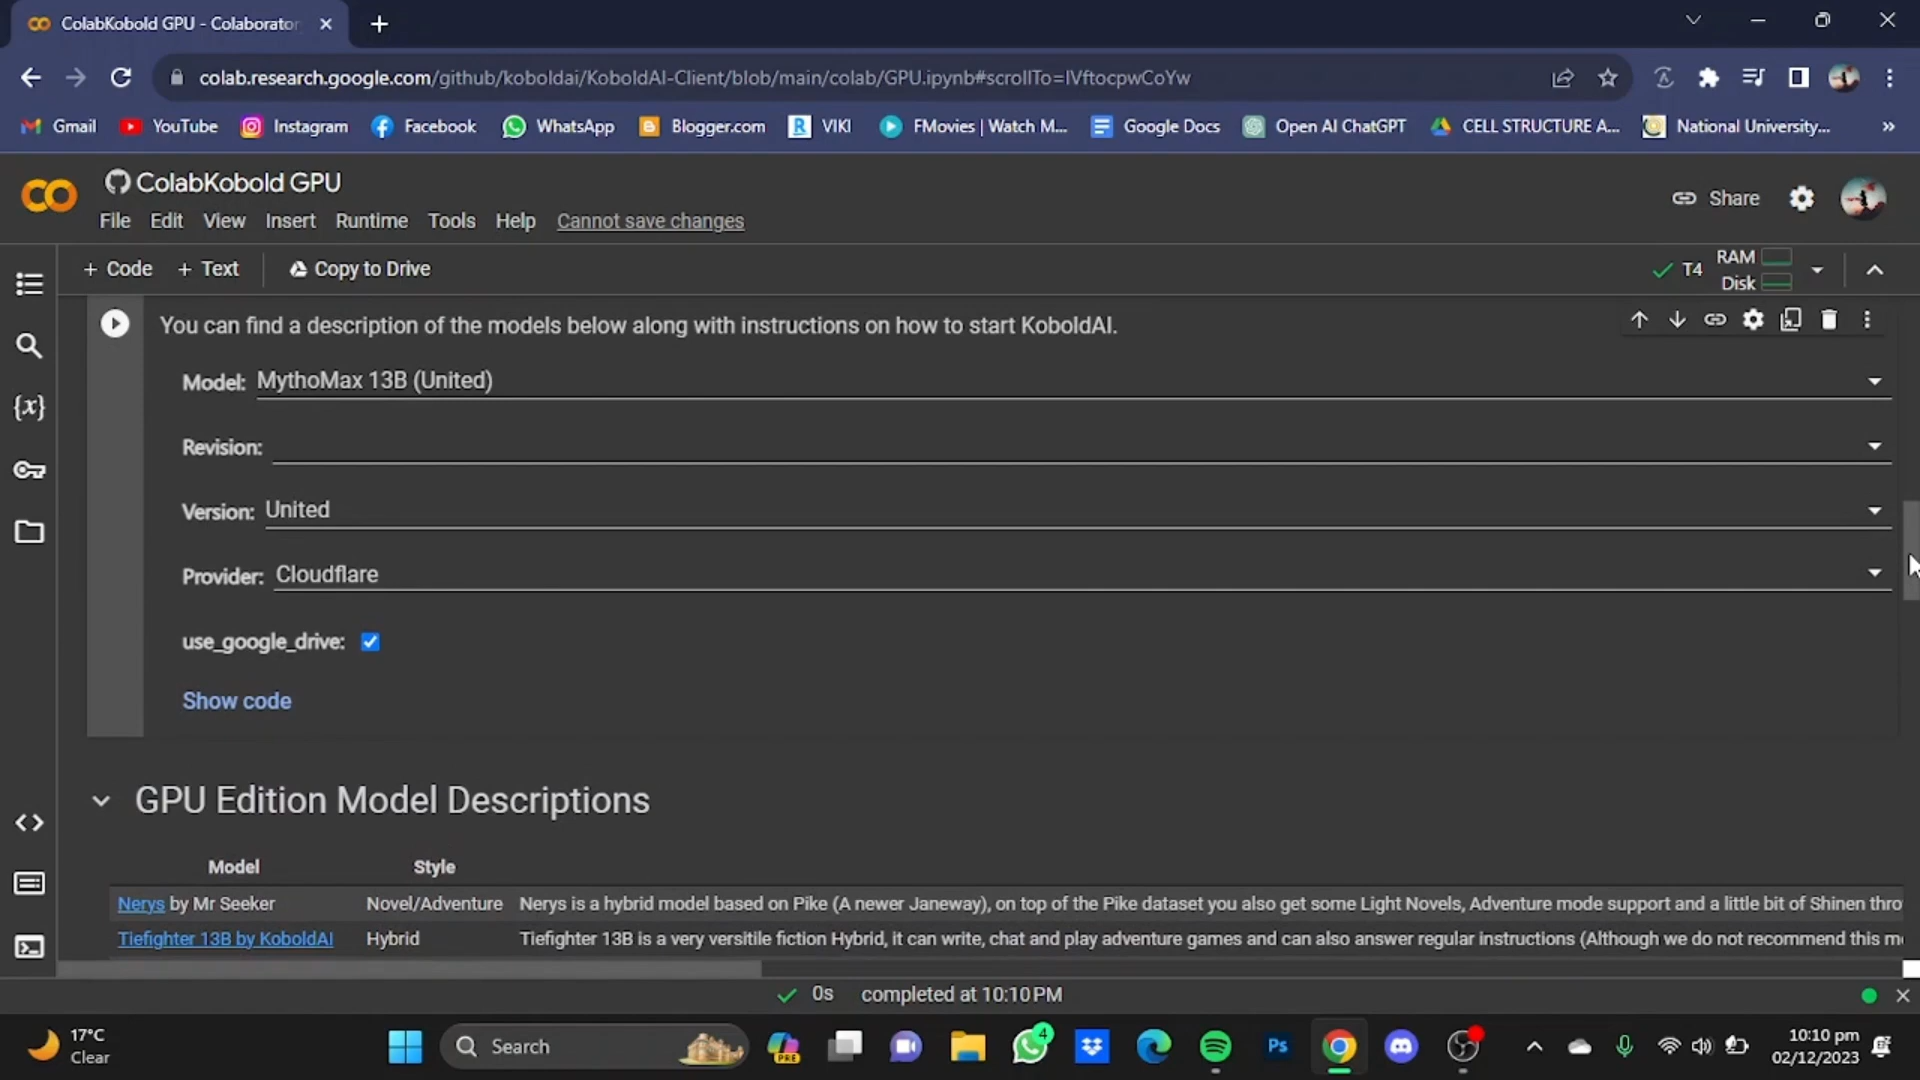 ColabKobold GPU - Colaborator
colab.research.google.com/github/koboldai/KoboldAI-Client/blob/main/colab/GPU.ipynb#scrollTo=lVftocpwCoYw
Gmail YouTube Instagram Facebook WhatsApp Blogger.com VIKI FMovies | Watch M... Google Docs Open AI ChatGPT CELL STRUCTURE A... National University... »
ColabKobold GPU
Share
File Edit View Insert Runtime Tools Help Cannot save changes
+ Code + Text Copy to Drive
T4 RAM
Disk
You can find a description of the models below along with instructions on how to start KoboldAI.
Model: MythoMax 13B (United)
Revision:
{x}
Version: United
Provider: Cloudflare
use_google_drive:
Show code
GPU Edition Model Descriptions
Model Style
Nerys by Mr Seeker Novel/Adventure Nerys is a hybrid model based on Pike (A newer Janeway), on top of the Pike dataset you also get some Light Novels, Adventure mode support and a little bit of Shinen thro
Tiefighter 13B by KoboldAI Hybrid Tiefighter 13B is a very versitile fiction Hybrid, it can write, chat and play adventure games and can also answer regular instructions (Although we do not recommend this m
0s completed at 10:10 PM
17°C
Clear
Search
PRE
4
Ps
10:10 pm
02/12/2023